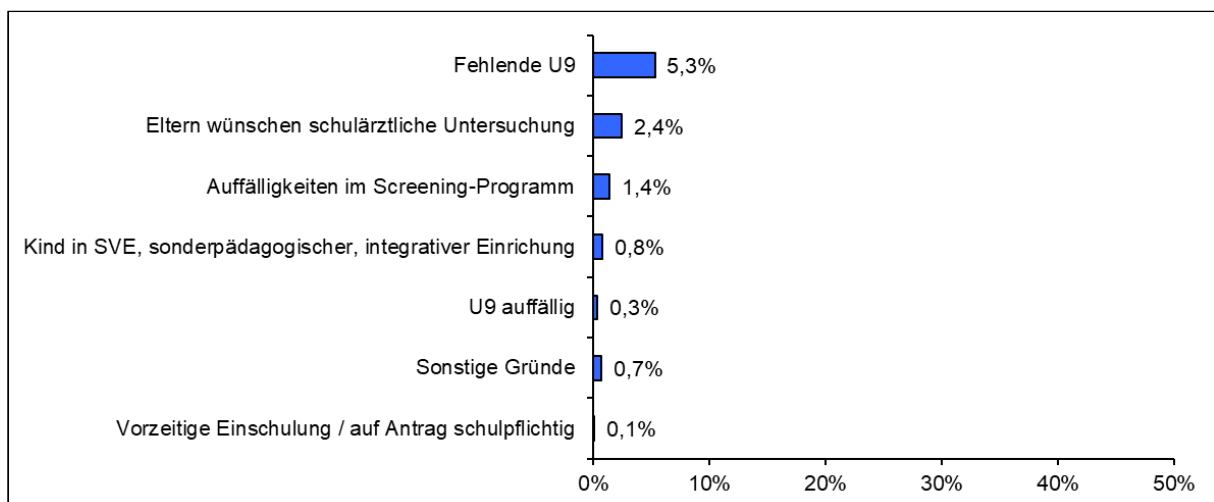 Fehlende U9 5,3%
Eltern wünschen schulärztliche Untersuchung 2,4%
Auffälligkeiten im Screening-Programm 1,4%
Kind in SVE, sonderpädagogischer, integrativer Einrichung 0,8%
U9 auffällig 0,3%
Sonstige Gründe 0,7%
Vorzeitige Einschulung / auf Antrag schulpflichtig 0,1%
0% 10% 20% 30% 40% 50%